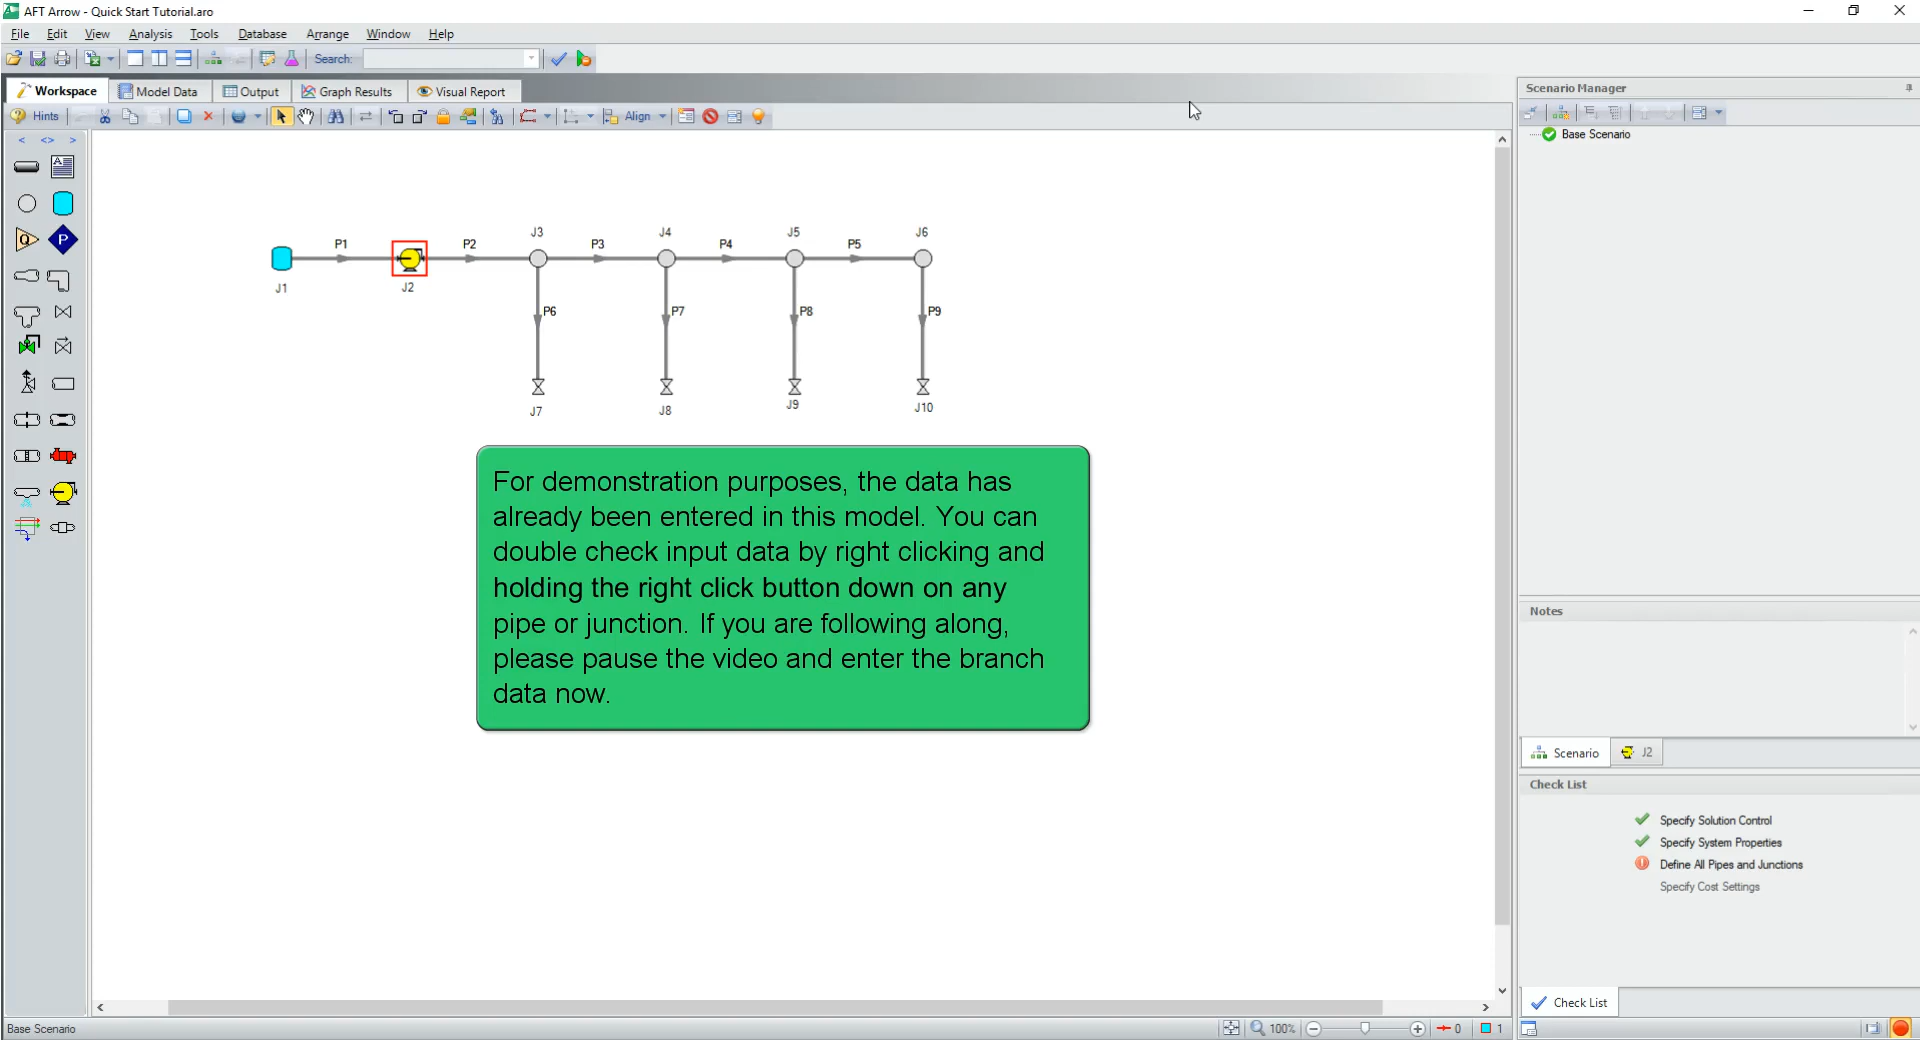 AFT Arrow - Quick Start Tutorial.aro
File Edit View Analysis Tools Database Arrange Window Help
Search:
Workspace Model Data Output Graph Results Visual Report
Hints Align
Scenario Manager
Base Scenario
J3 J4 J5 J6
P1 P2 P3 P4 P5
J1 J2
P6 P7 P8 P9
J7 J8 J9 J10
For demonstration purposes, the data has
already been entered in this model. You can
double check input data by right clicking and
holding the right click button down on any
pipe or junction. If you are following along,
please pause the video and enter the branch
data now.
Notes
Scenario J2
Check List
Specify Solution Control
Specify System Properties
Define All Pipes and Junctions
Specify Cost Settings
Check List
Base Scenario 100% 0 1